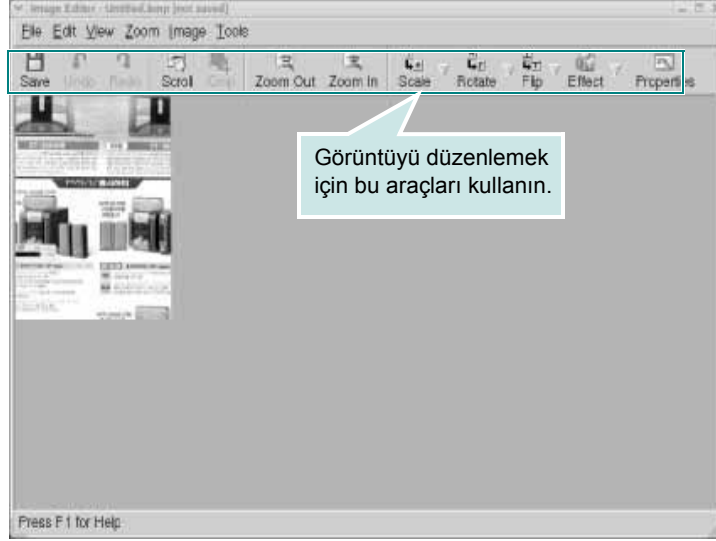 Image Editor - Untitled.bmp [not saved]
File Edit View Zoom Image Tools
Save Undo Redo Scroll Crop Zoom Out Zoom In Scale Rotate Flip Effect Properties
Görüntüyü düzenlemek
için bu araçları kullanın.
Press F1 for Help